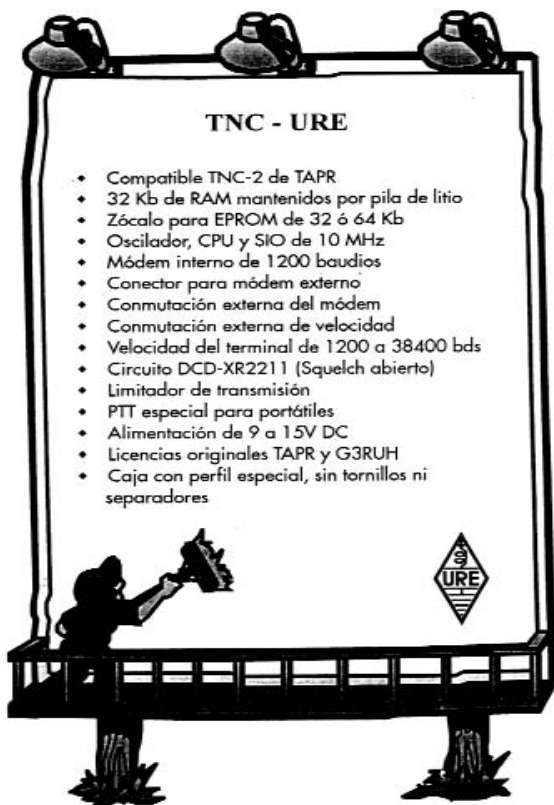 TNC - URE
Compatible TNC-2 de TAPR
32 Kb de RAM mantenidos por pila de litio
Zócalo para EPROM de 32 ó 64 Kb
Oscilador, CPU y SIO de 10 MHz
Módem interno de 1200 baudios
Conector para módem externo
Conmutación externa del módem
Conmutación externa de velocidad
Velocidad del terminal de 1200 a 38400 bds
Circuito DCD-XR2211 (Squelch abierto)
Limitador de transmisión
PTT especial para portátiles
Alimentación de 9 a 15V DC
Licencias originales TAPR y G3RUH
Caja con perfil especial, sin tornillos ni
separadores
URE